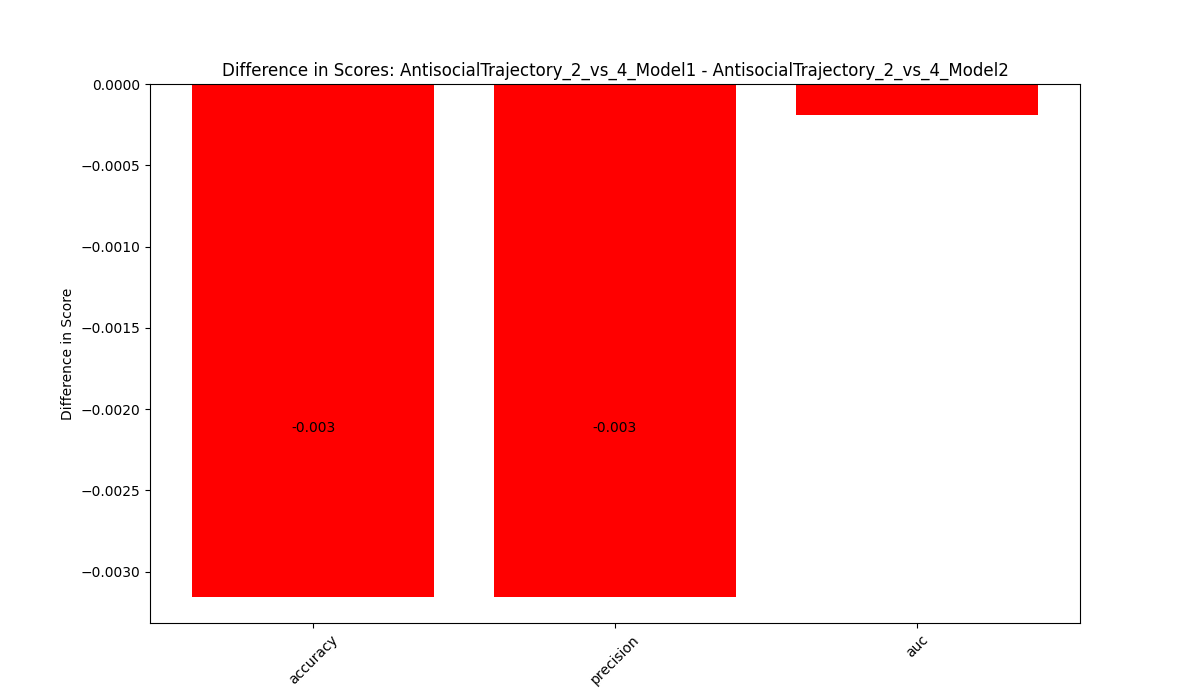 Difference in Scores: AntisocialTrajectory_2_vs_4_Model1 - AntisocialTrajectory_2_vs_4_Model2
0.0000
−0.0005
−0.0010
−0.0015
−0.0020
−0.0025
−0.0030
Difference in Score
-0.003
-0.003
accuracy
precision
auc